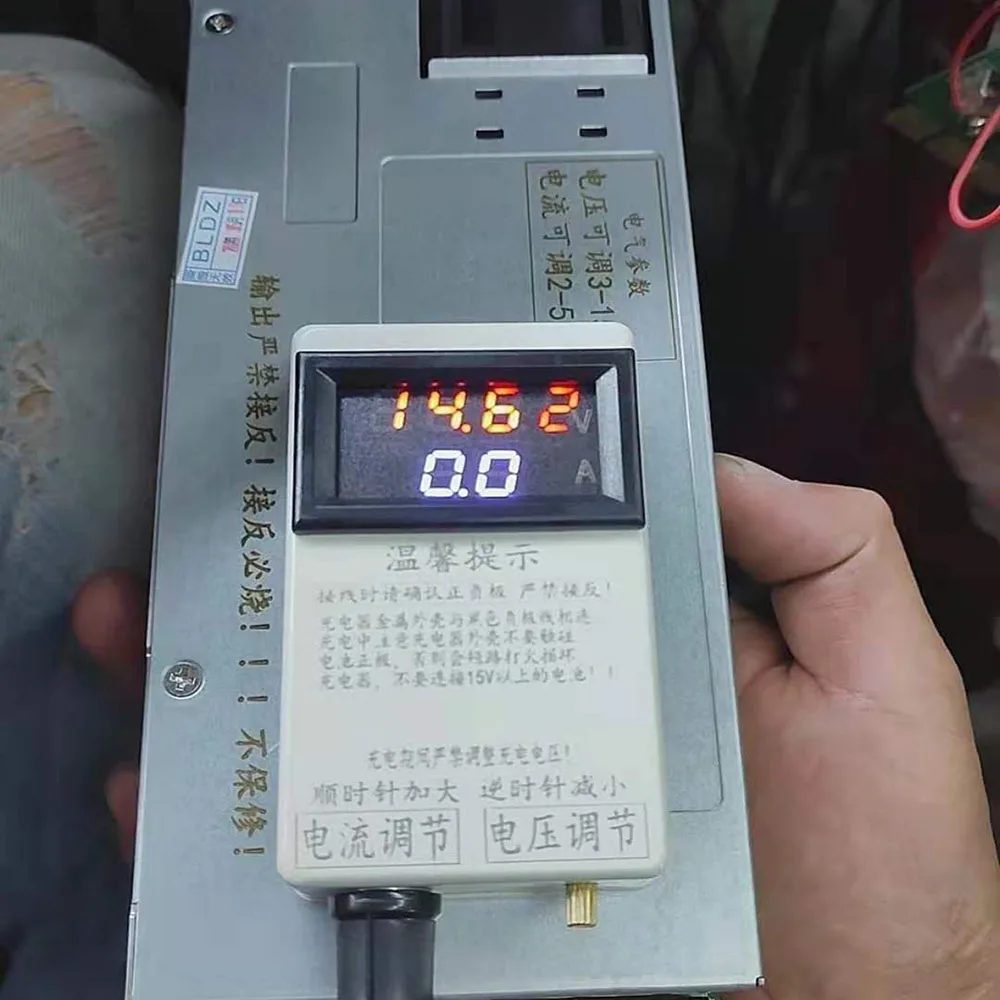 电气参数
电压可调3-1
电流可调2-5
BLDZ
输出严禁接反！接反必烧！！！不保修！
14.62 V
0.0 A
温馨提示
接线时请确认正负极 严禁接反！
充电器金属外壳与黑色负极线相连
充电中注意充电器外壳不要触碰
电池正极，否则会短路打火损坏
充电器，不要连接15V以上的电池！！
充电期间严禁调整充电电压！
顺时针加大 逆时针减小
电流调节 电压调节